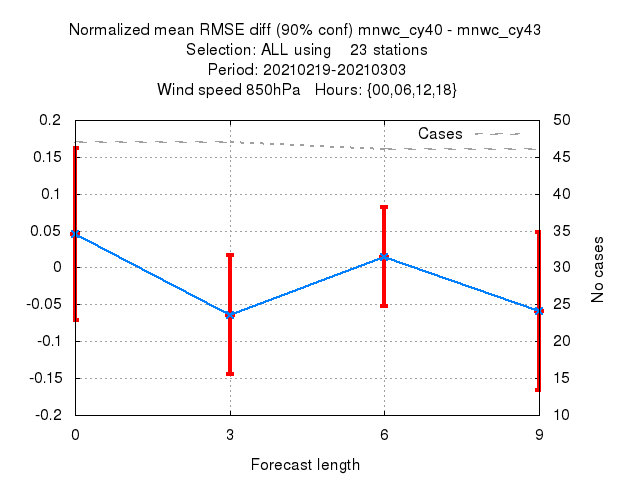 Normalized mean RMSE diff (90% conf) mnwc_cy40 - mnwc_cy43
Selection: ALL using 23 stations
Period: 20210219-20210303
Wind speed 850hPa Hours: {00,06,12,18}
Cases
0.2
0.15
0.1
0.05
0
-0.05
-0.1
-0.15
-0.2
50
45
40
35
30
25
20
15
10
No cases
0 3 6 9
Forecast length